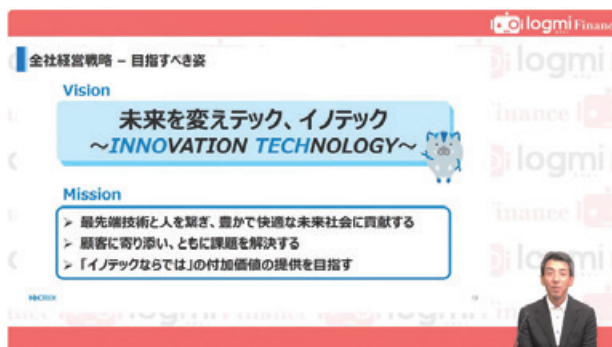 logmi Finance
全社経営戦略 – 目指すべき姿
Vision
未来を変えテック、イノテック
～INNOVATION TECHNOLOGY～
Mission
➢ 最先端技術と人を繋ぎ、豊かで快適な未来社会に貢献する
➢ 顧客に寄り添い、ともに課題を解決する
➢ 「イノテックならでは」の付加価値の提供を目指す